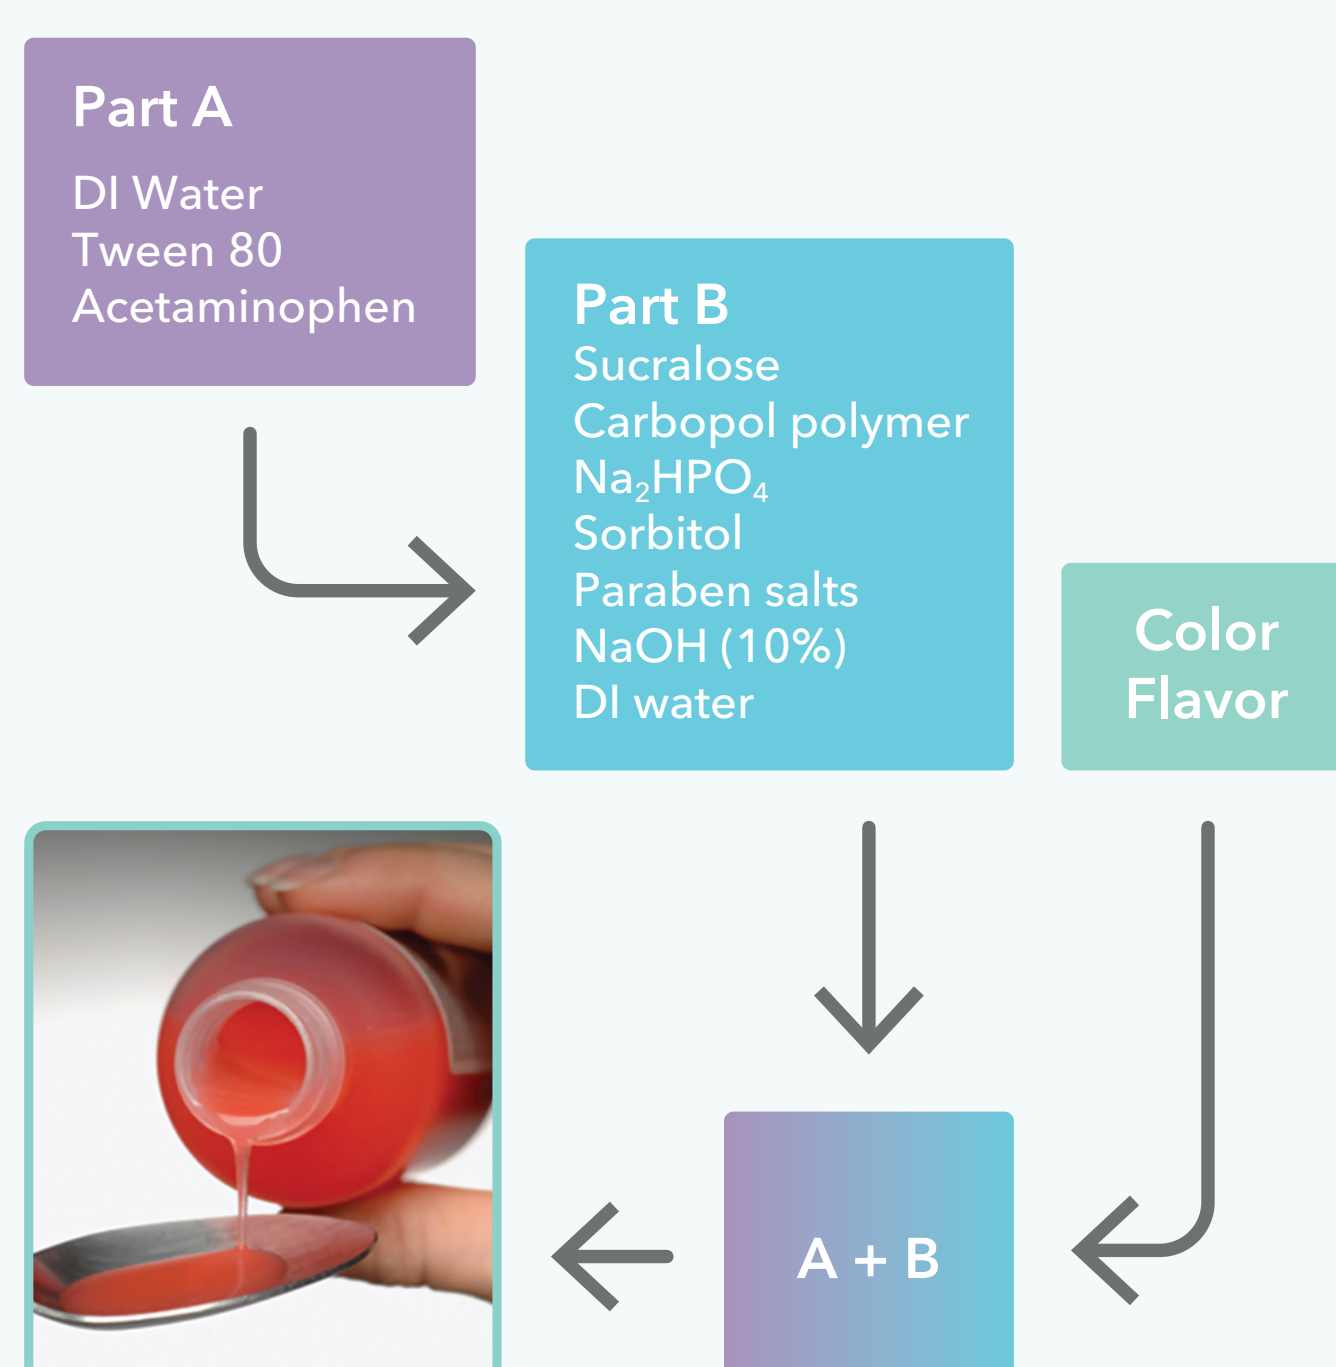 Part A
DI Water
Tween 80
Acetaminophen
Part B
Sucralose
Carbopol polymer
Na₂HPO₄
Sorbitol
Paraben salts
NaOH (10%)
DI water
Color
Flavor
A + B